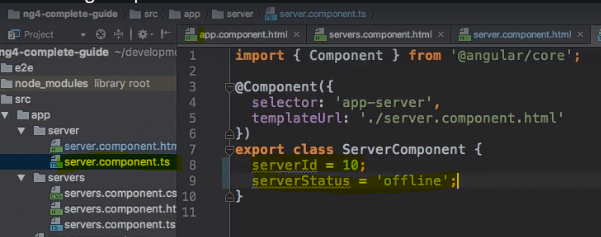 ng4-complete-guide src app server server.component.ts
Project app.component.html servers.component.html server.component.html
ng4-complete-guide ~/developme
e2e
node_modules library root
src
app
server
server.component.htm
server.component.ts
servers
servers.component.cs
servers.component.ht
servers.component.ts
1 import { Component } from '@angular/core';
2
3 @Component({
4 selector: 'app-server',
5 templateUrl: './server.component.html'
6 })
7 export class ServerComponent {
8 serverId = 10;
9 serverStatus = 'offline';
10 }
11